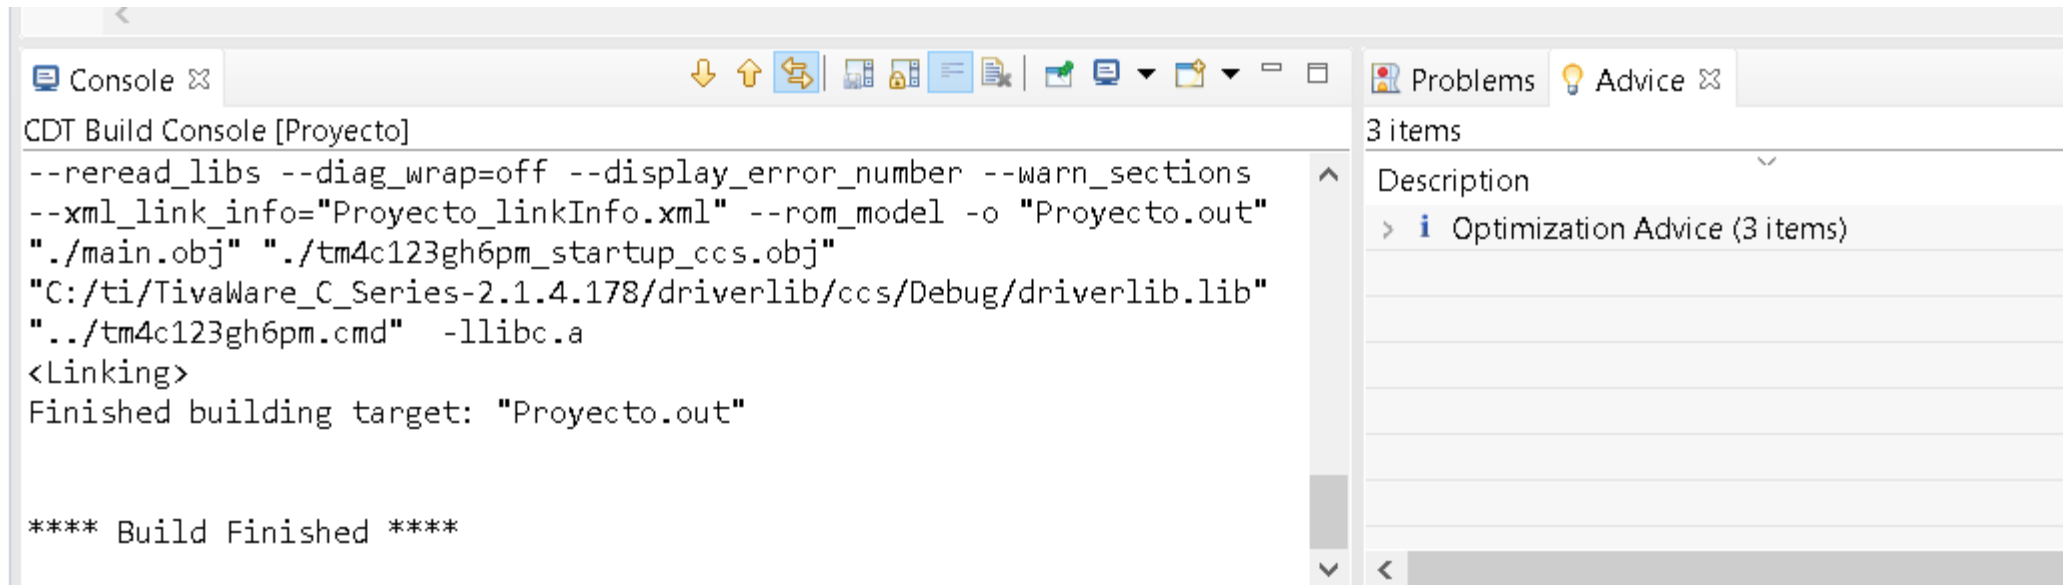 Console
CDT Build Console [Proyecto]
--reread_libs --diag_wrap=off --display_error_number --warn_sections
--xml_link_info="Proyecto_linkInfo.xml" --rom_model -o "Proyecto.out"
"./main.obj" "./tm4c123gh6pm_startup_ccs.obj"
"C:/ti/TivaWare_C_Series-2.1.4.178/driverlib/ccs/Debug/driverlib.lib"
"../tm4c123gh6pm.cmd"  -llibc.a
<Linking>
Finished building target: "Proyecto.out"
**** Build Finished ****
Problems Advice
3 items
Description
i Optimization Advice (3 items)